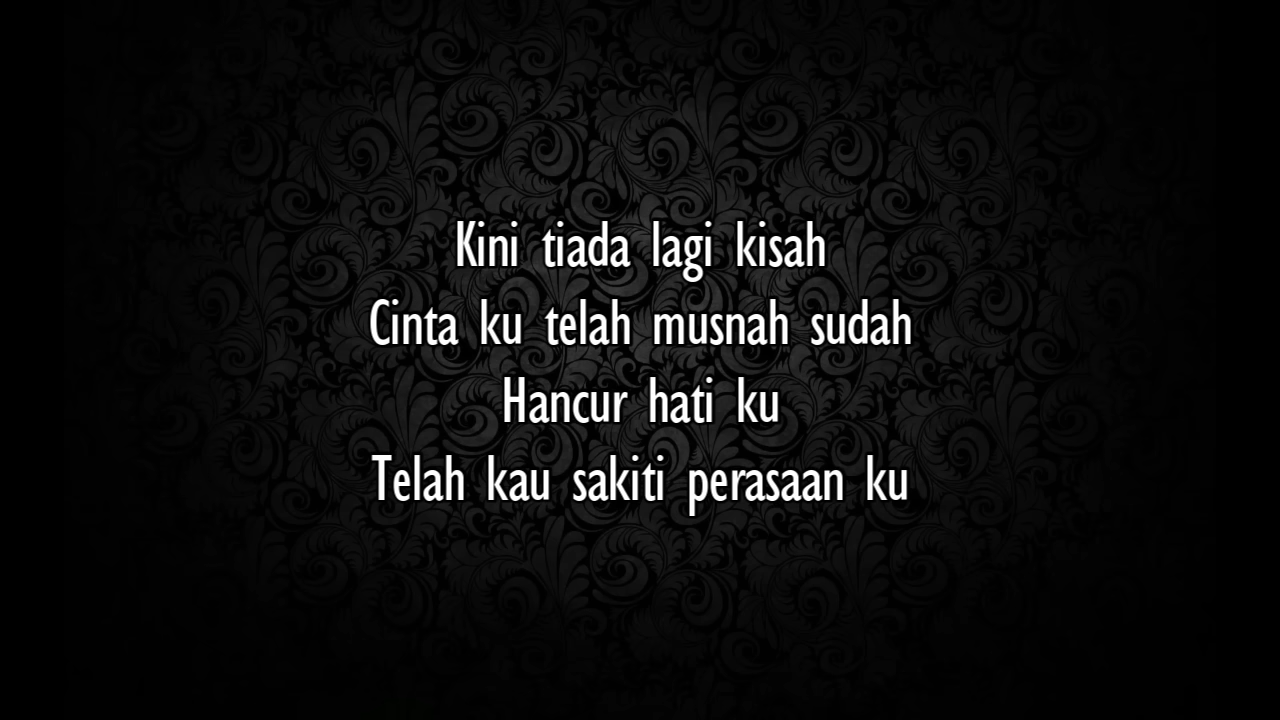 Kini tiada lagi kisah
Cinta ku telah musnah sudah
Hancur hati ku
Telah kau sakiti perasaan ku